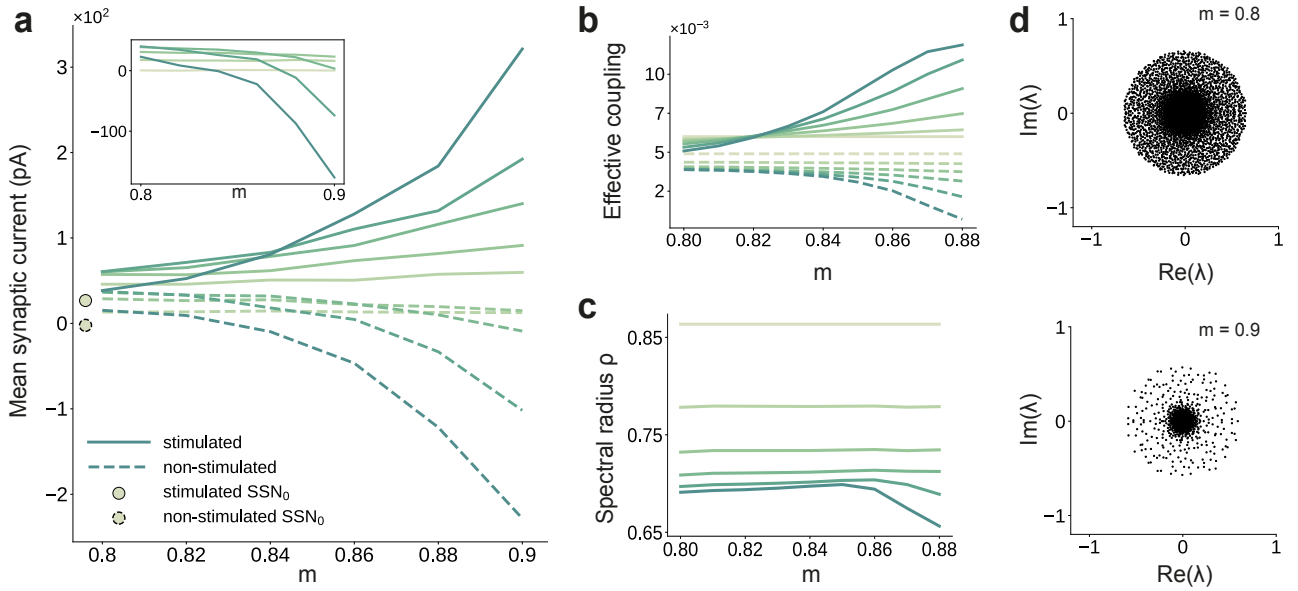 a
×10²
Mean synaptic current (pA)
3
2
1
0
−1
−2
0.8
0.82
0.84
0.86
0.88
0.9
m
0
−100
0.8
m
0.9
stimulated
non-stimulated
stimulated SSN₀
non-stimulated SSN₀
b
×10⁻³
Effective coupling
10
7
5
2
0.80
0.82
0.84
0.86
0.88
m
c
Spectral radius ρ
0.85
0.75
0.65
0.80
0.82
0.84
0.86
0.88
m
d
m = 0.8
Im(λ)
1
0
−1
−1
0
1
Re(λ)
m = 0.9
Im(λ)
1
0
−1
−1
0
1
Re(λ)